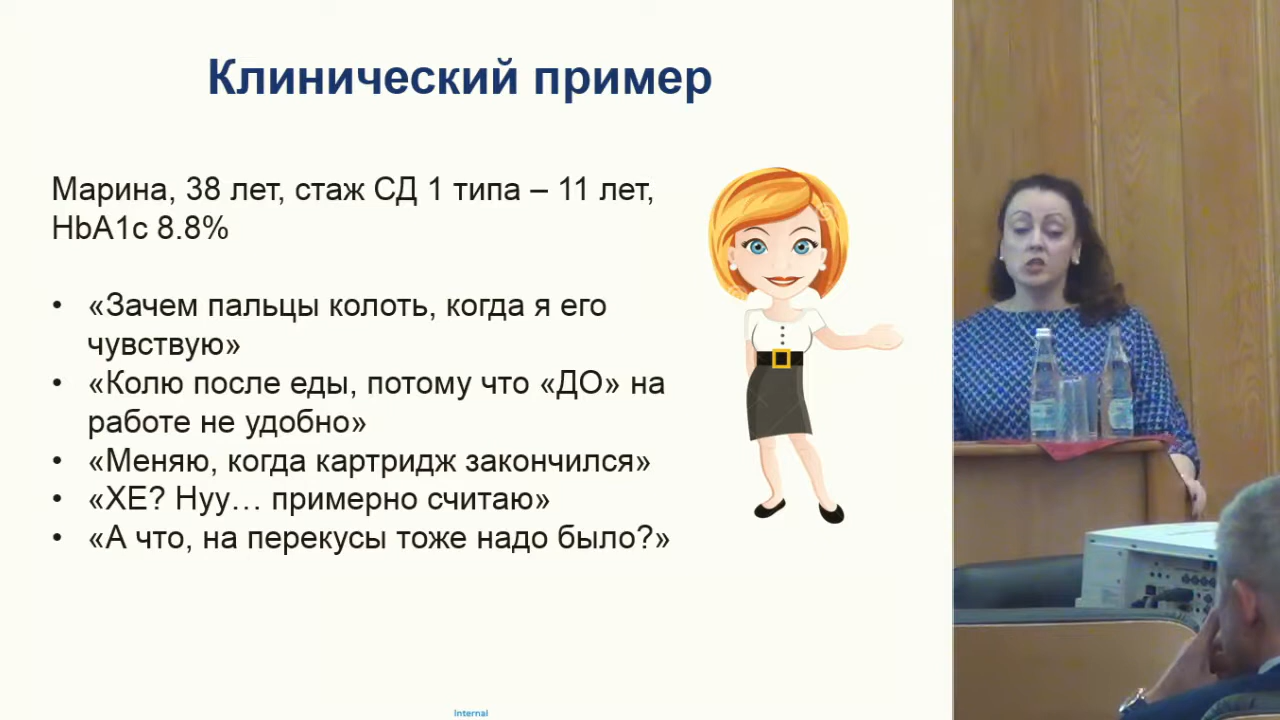 Клинический пример
Марина, 38 лет, стаж СД 1 типа – 11 лет,
HbA1c 8.8%
• «Зачем пальцы колоть, когда я его
чувствую»
• «Колю после еды, потому что «ДО» на
работе не удобно»
• «Меняю, когда картридж закончился»
• «ХЕ? Нуу… примерно считаю»
• «А что, на перекусы тоже надо было?»
Internal